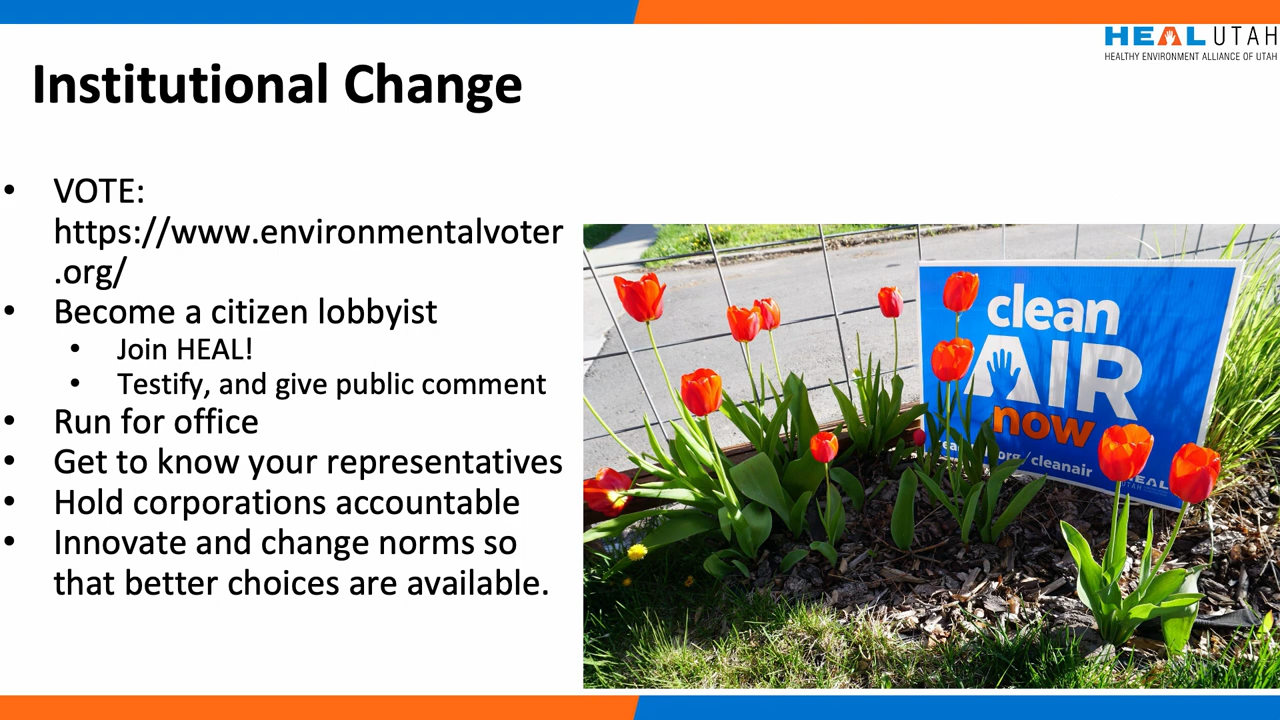 HEAL UTAH
HEALTHY ENVIRONMENT ALLIANCE OF UTAH
Institutional Change
• VOTE:
https://www.environmentalvoter
.org/
• Become a citizen lobbyist
• Join HEAL!
• Testify, and give public comment
• Run for office
• Get to know your representatives
• Hold corporations accountable
• Innovate and change norms so
that better choices are available.
clean
AIR
now
org/cleanair
HEAL
UTAH